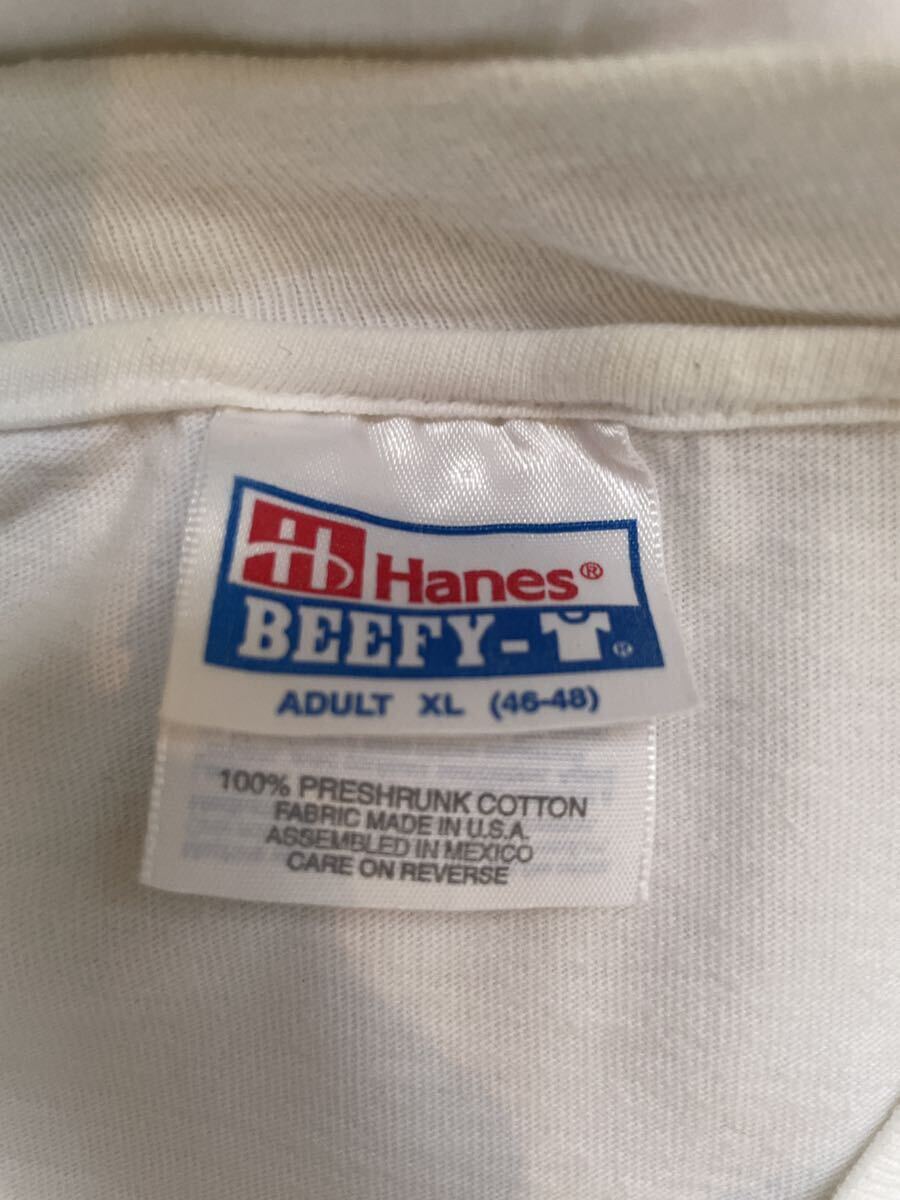 Hanes®
BEEFY-T®
ADULT XL (46-48)
100% PRESHRUNK COTTON
FABRIC MADE IN U.S.A.
ASSEMBLED IN MEXICO
CARE ON REVERSE